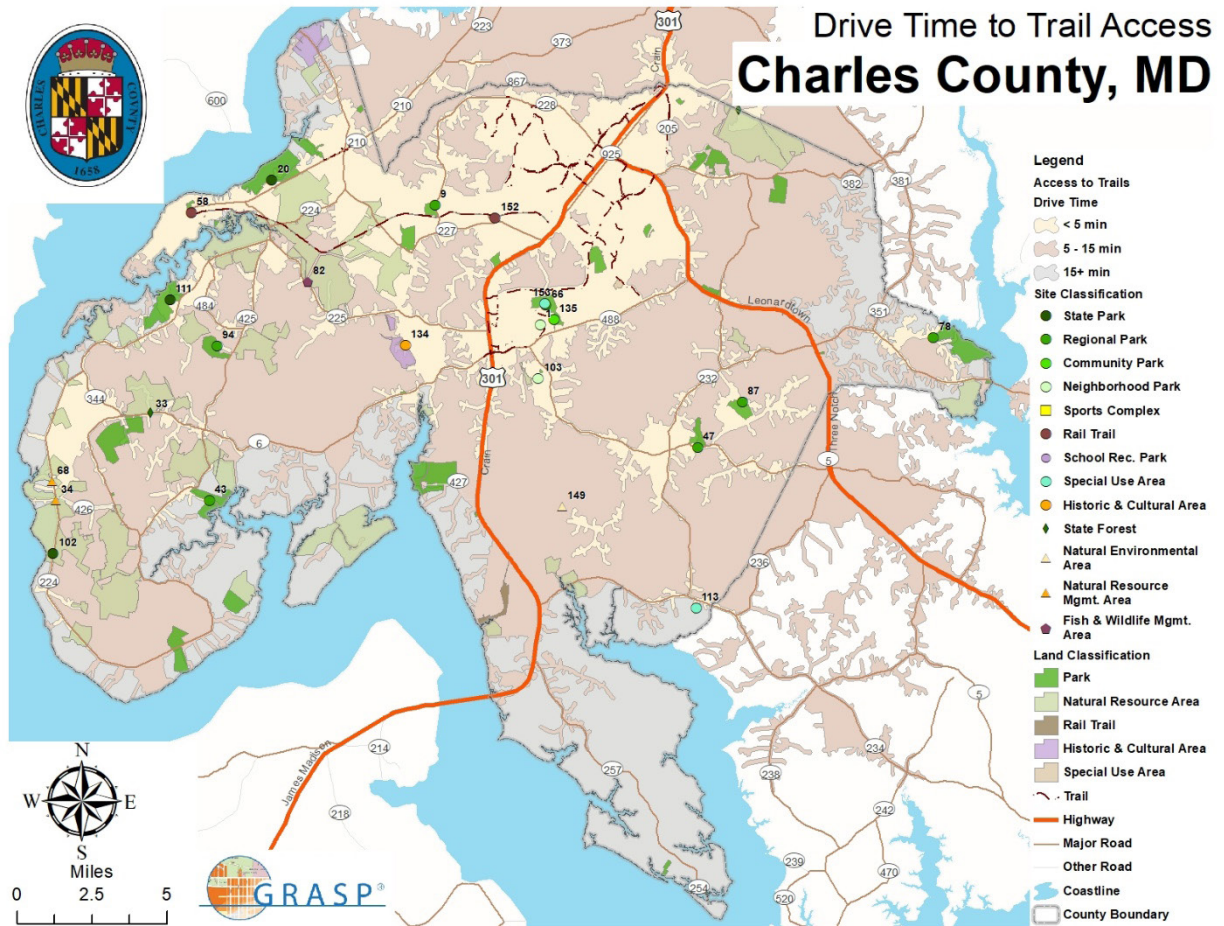 Drive Time to Trail Access
Charles County, MD
CHARLES COUNTY
1658
301
Crain
223
373
600
867
210
228
205
925
210
20
58
9
152
224
227
382
381
82
111
484
425
225
134
66
135
1
488
Leonardtown
351
78
94
301
103
344
33
232
87
47
Three Notch
5
6
68
34
426
43
427
Crain
149
102
224
236
113
5
257
234
238
242
James Madison
214
218
254
239
470
520
Legend
Access to Trails
Drive Time
< 5 min
5 - 15 min
15+ min
Site Classification
State Park
Regional Park
Community Park
Neighborhood Park
Sports Complex
Rail Trail
School Rec. Park
Special Use Area
Historic & Cultural Area
State Forest
Natural Environmental
Area
Natural Resource
Mgmt. Area
Fish & Wildlife Mgmt.
Area
Land Classification
Park
Natural Resource Area
Rail Trail
Historic & Cultural Area
Special Use Area
Trail
Highway
Major Road
Other Road
Coastline
County Boundary
N
W E
S
Miles
0 2.5 5
GRASP®